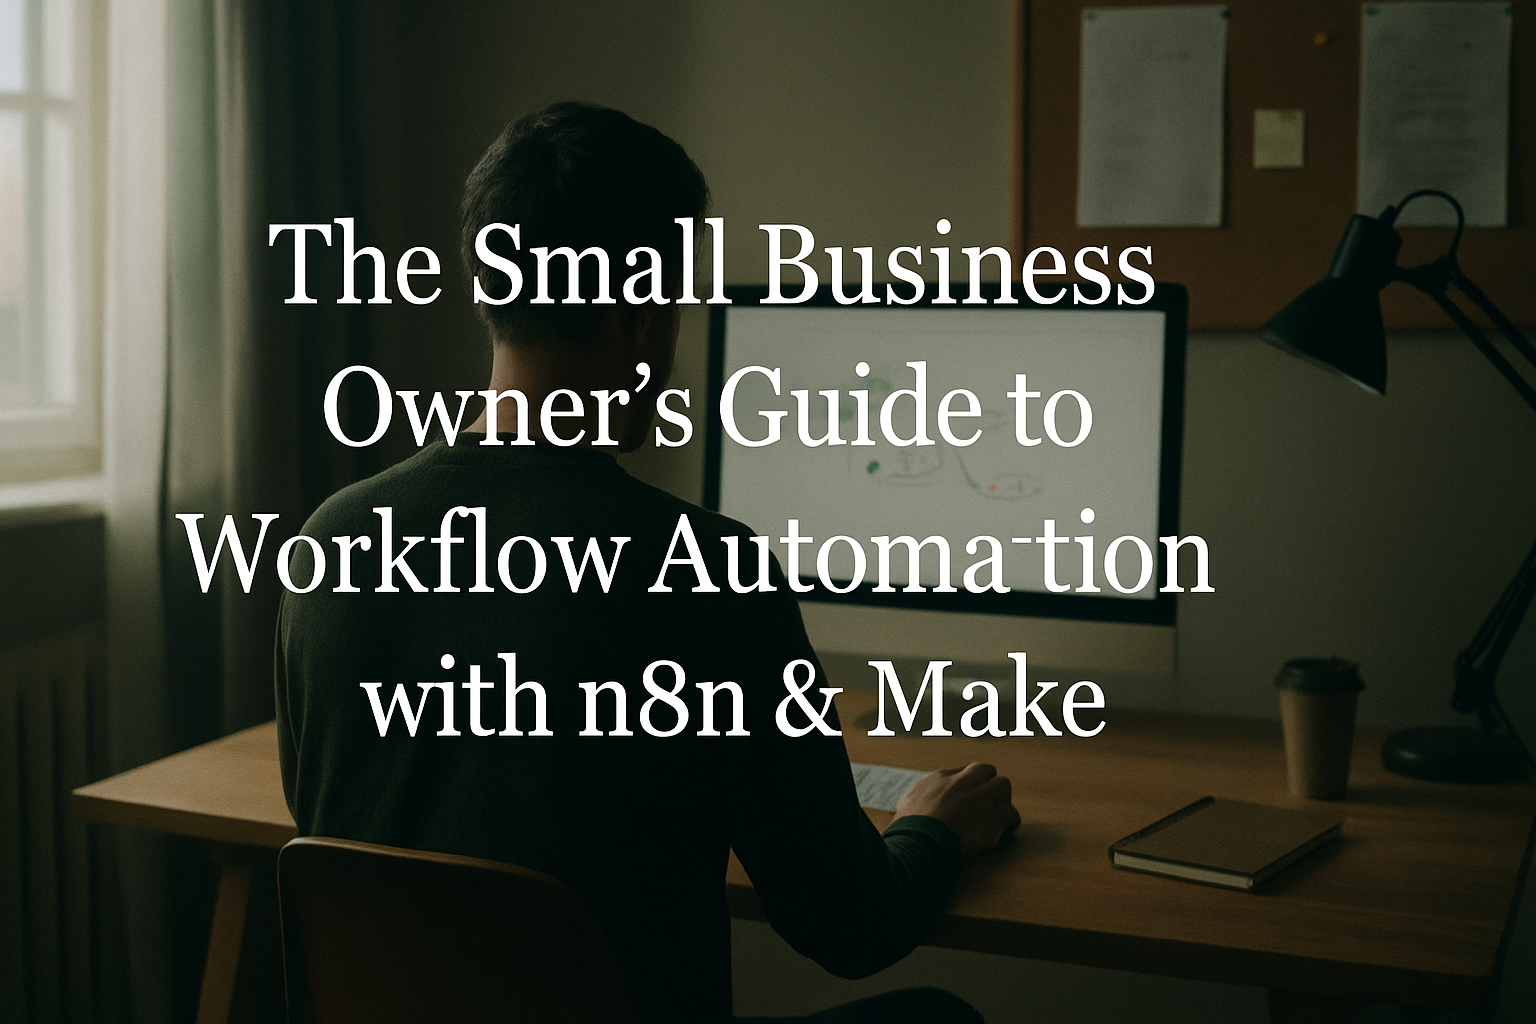 The Small Business
Owner’s Guide to
Workflow Automa-tion
with n8n & Make